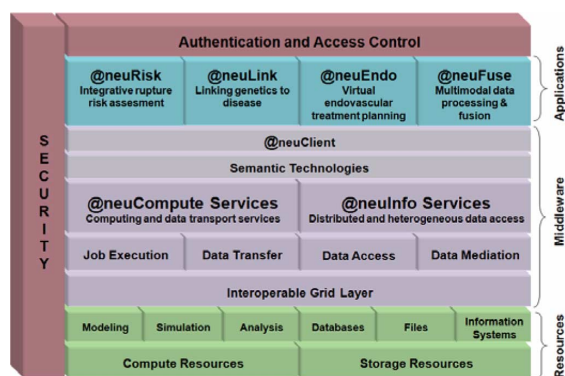 SECURITY
Authentication and Access Control
@neuRisk
Integrative rupture
risk assesment
@neuLink
Linking genetics to
disease
@neuEndo
Virtual
endovascular
treatment planning
@neuFuse
Multimodal data
processing &
fusion
Applications
@neuClient
Semantic Technologies
@neuCompute Services
Computing and data transport services
@neuInfo Services
Distributed and heterogeneous data access
Job Execution
Data Transfer
Data Access
Data Mediation
Interoperable Grid Layer
Middleware
Modeling
Simulation
Analysis
Databases
Files
Information
Systems
Compute Resources
Storage Resources
Resources